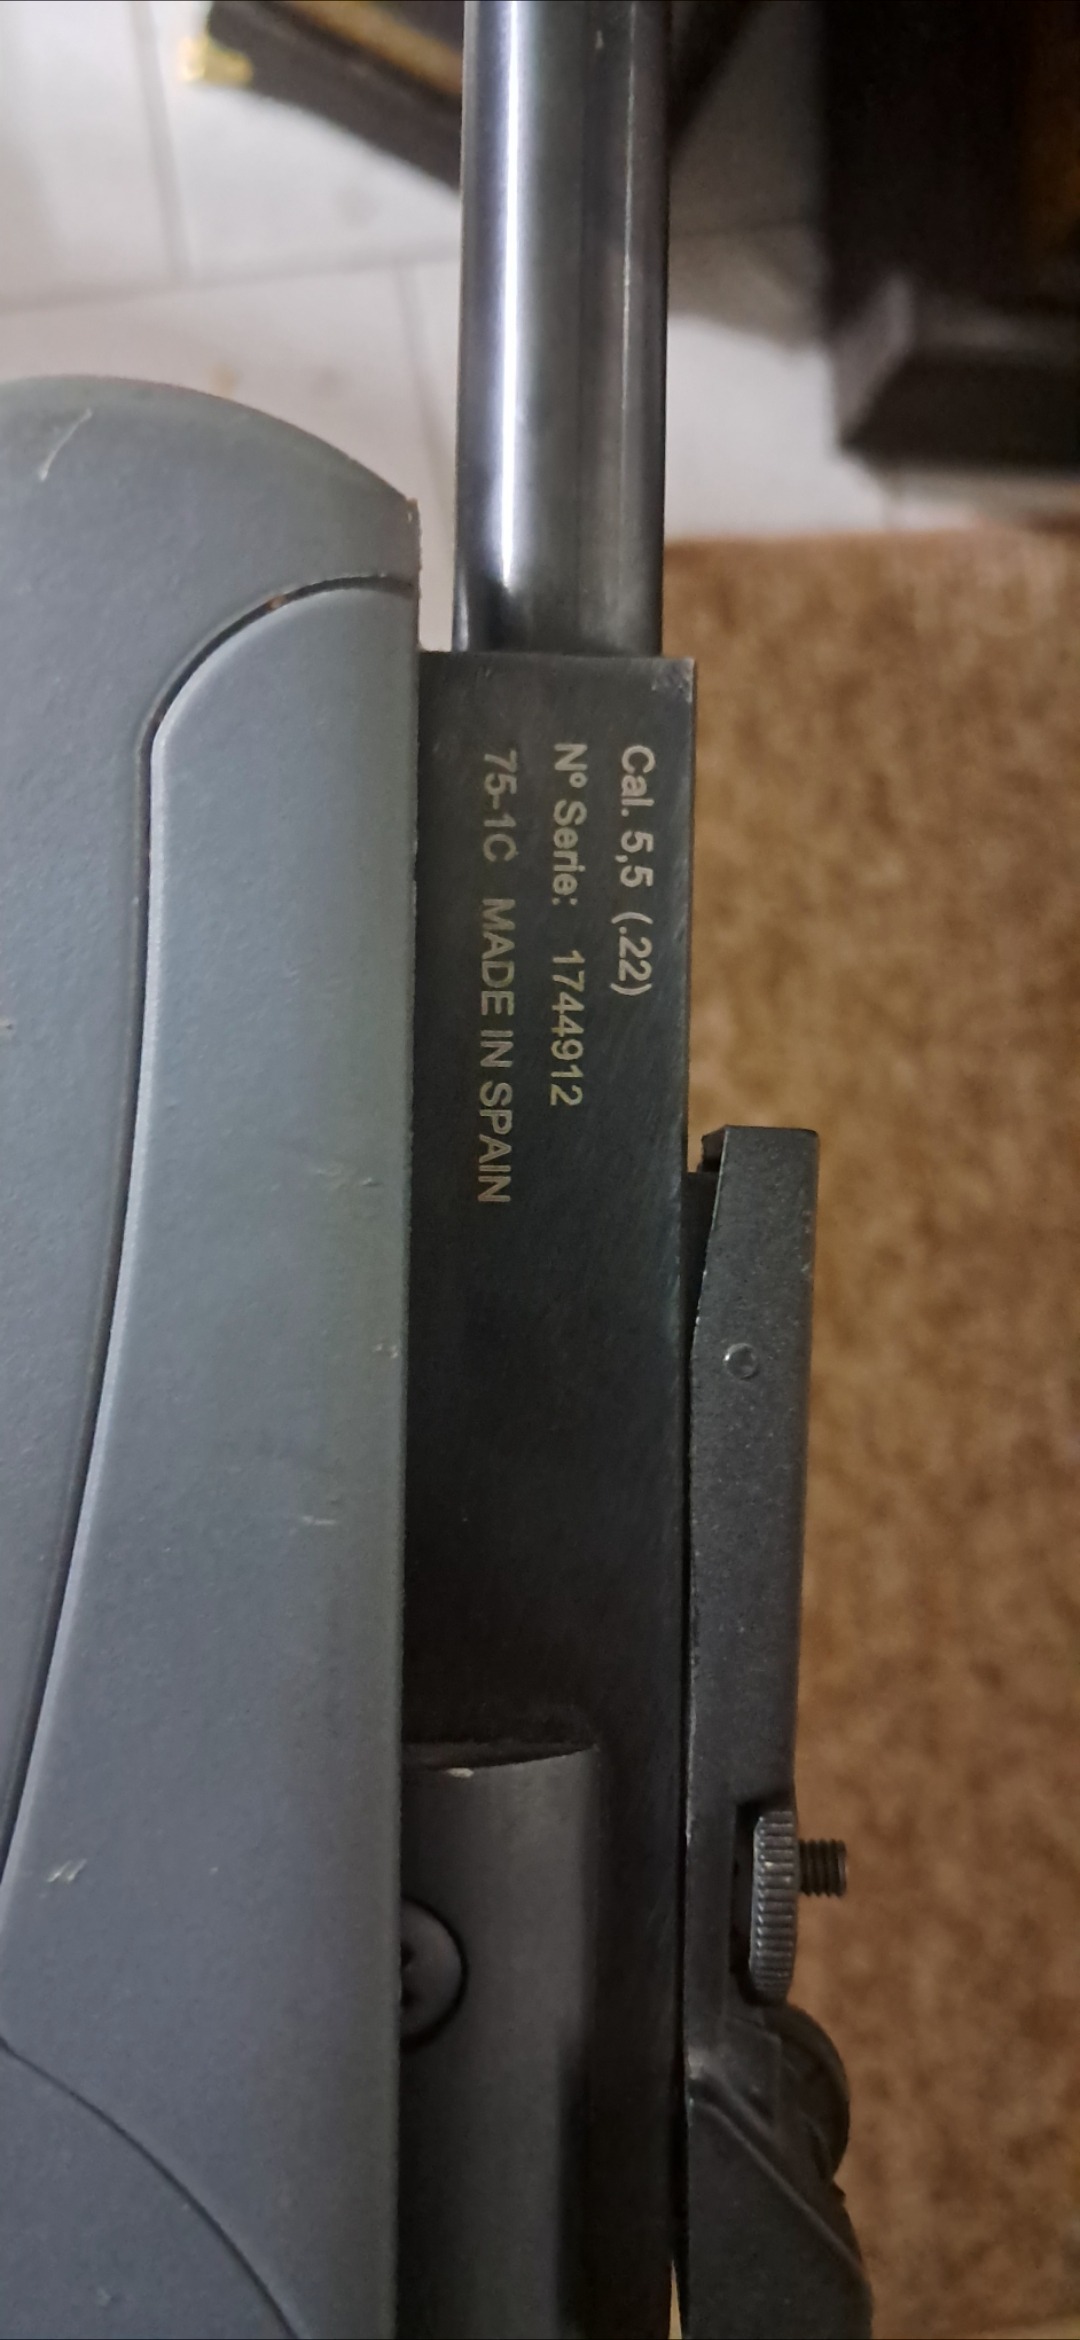 Cal. 5,5 (.22)
Nº Serie: 1744912
75-1C MADE IN SPAIN